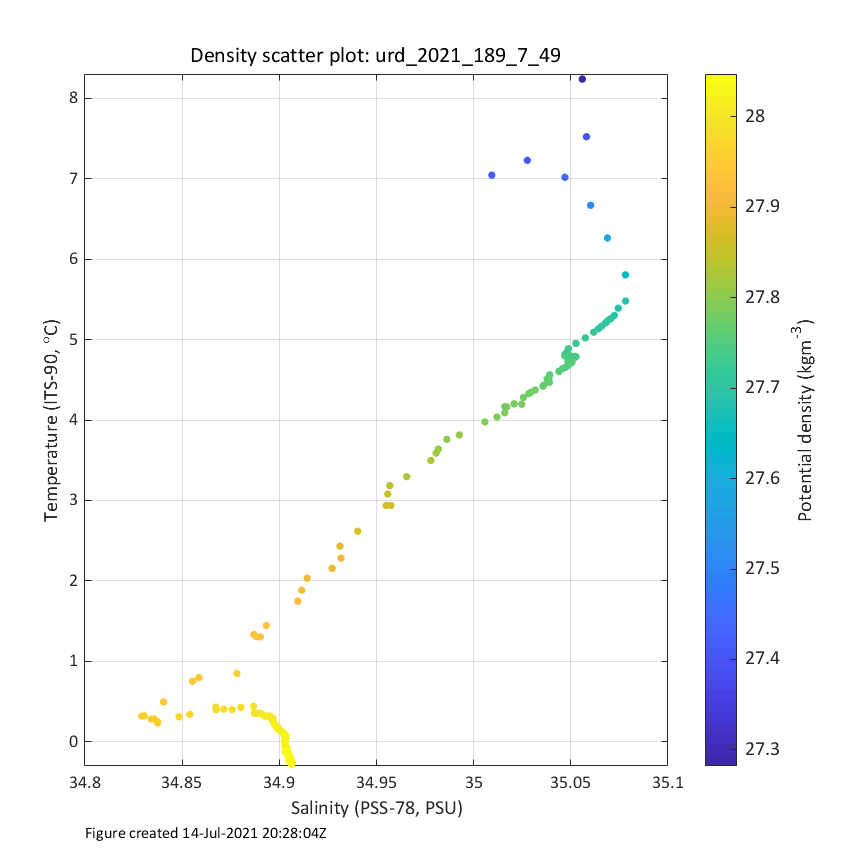 Density scatter plot: urd_2021_189_7_49
8
7
6
5
4
3
2
1
0
Temperature (ITS-90, °C)
34.8 34.85 34.9 34.95 35 35.05 35.1
Salinity (PSS-78, PSU)
28
27.9
27.8
27.7
27.6
27.5
27.4
27.3
Potential density (kgm⁻³)
Figure created 14-Jul-2021 20:28:04Z